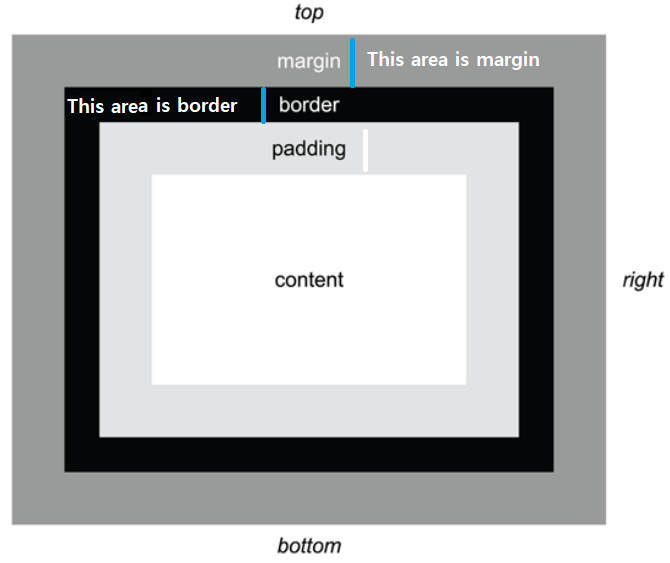 top
margin This area is margin
This area is border border
padding
content
right
bottom